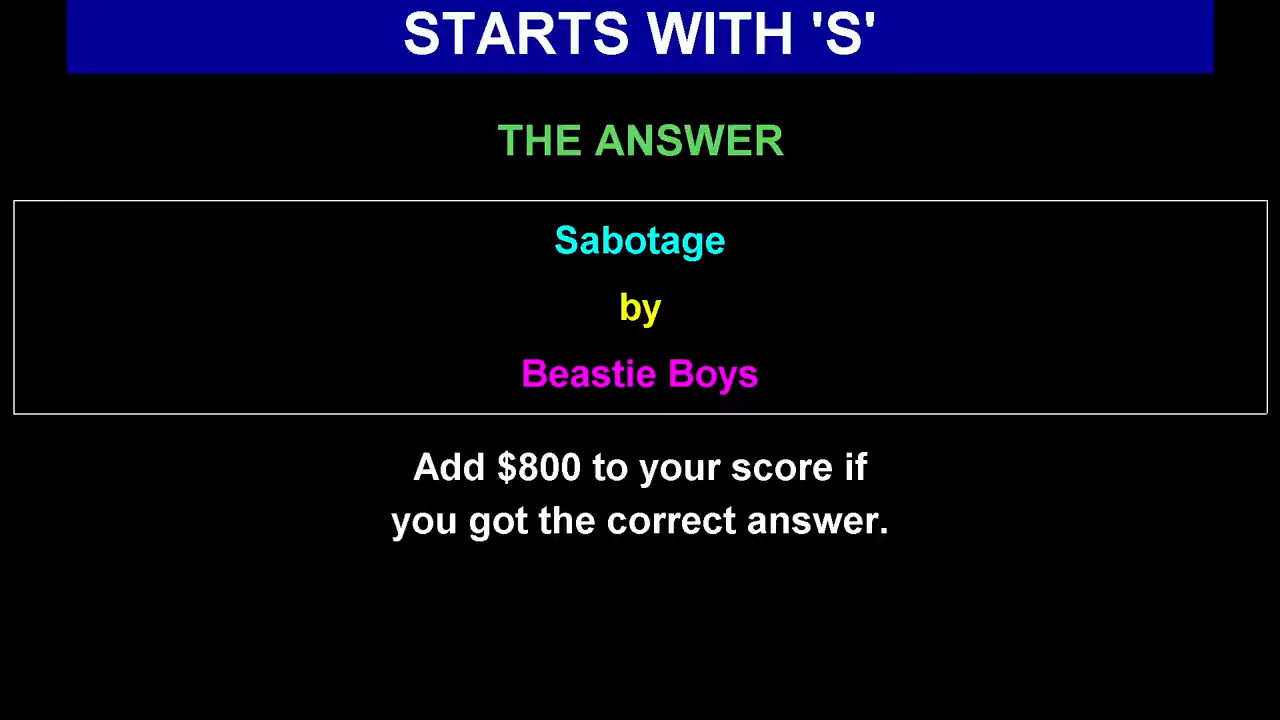 STARTS WITH 'S'
THE ANSWER
Sabotage
by
Beastie Boys
Add $800 to your score if
you got the correct answer.